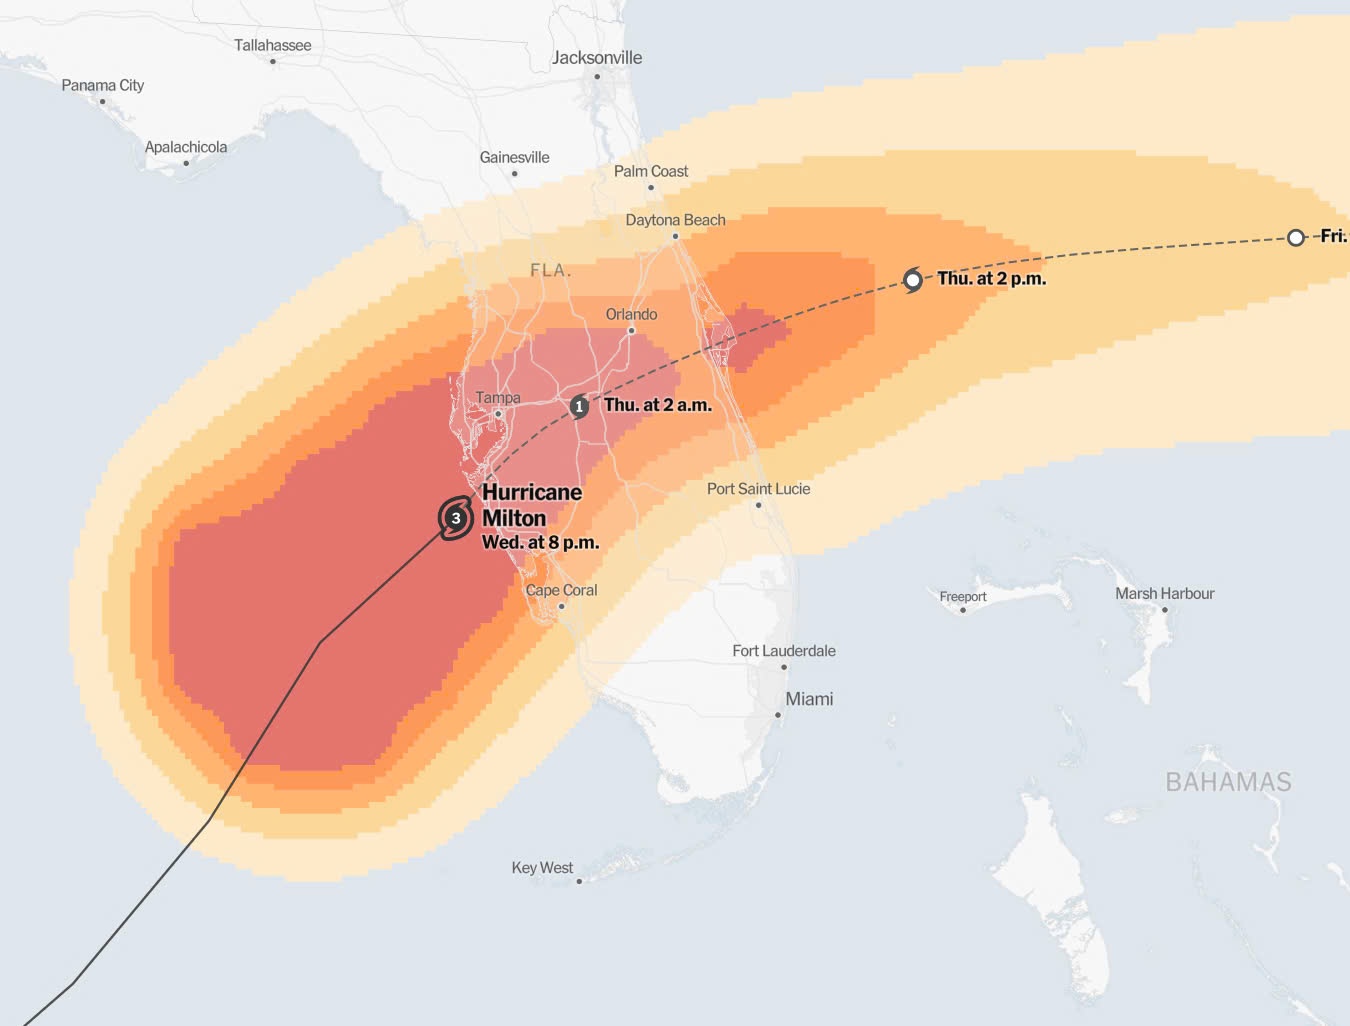 Tallahassee
Jacksonville
Panama City
Apalachicola
Gainesville
Palm Coast
Daytona Beach
Fri.
FLA.
Thu. at 2 p.m.
Orlando
Tampa
1
Thu. at 2 a.m.
Port Saint Lucie
3
Hurricane
Milton
Wed. at 8 p.m.
Cape Coral
Freeport
Marsh Harbour
Fort Lauderdale
Miami
BAHAMAS
Key West